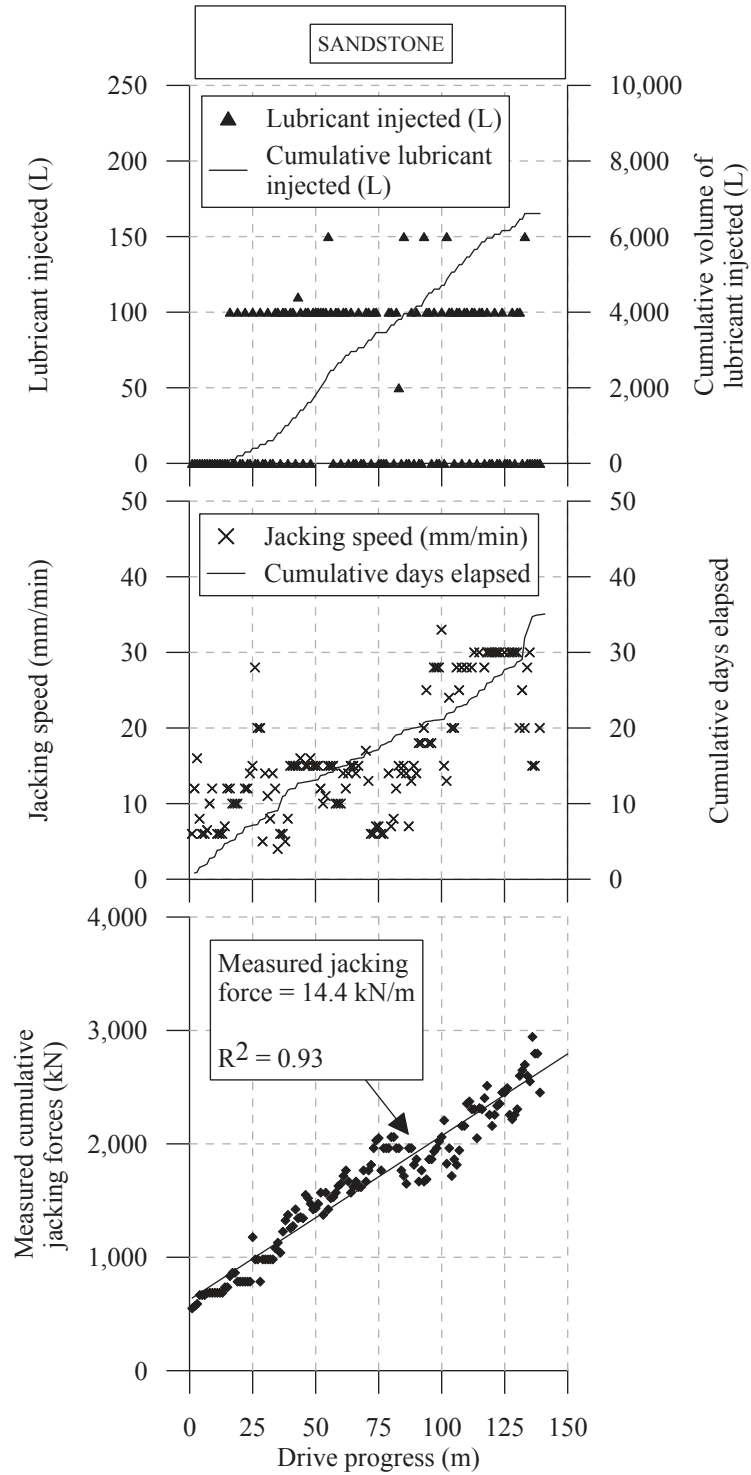 SANDSTONE
250
200
150
100
50
0
Lubricant injected (L)
Lubricant injected (L)
Cumulative lubricant
injected (L)
10,000
8,000
6,000
4,000
2,000
0
Cumulative volume of
lubricant injected (L)
50
40
30
20
10
0
Jacking speed (mm/min)
Jacking speed (mm/min)
Cumulative days elapsed
50
40
30
20
10
0
Cumulative days elapsed
4,000
3,000
2,000
1,000
0
Measured cumulative
jacking forces (kN)
Measured jacking
force = 14.4 kN/m
R² = 0.93
0 25 50 75 100 125 150
Drive progress (m)